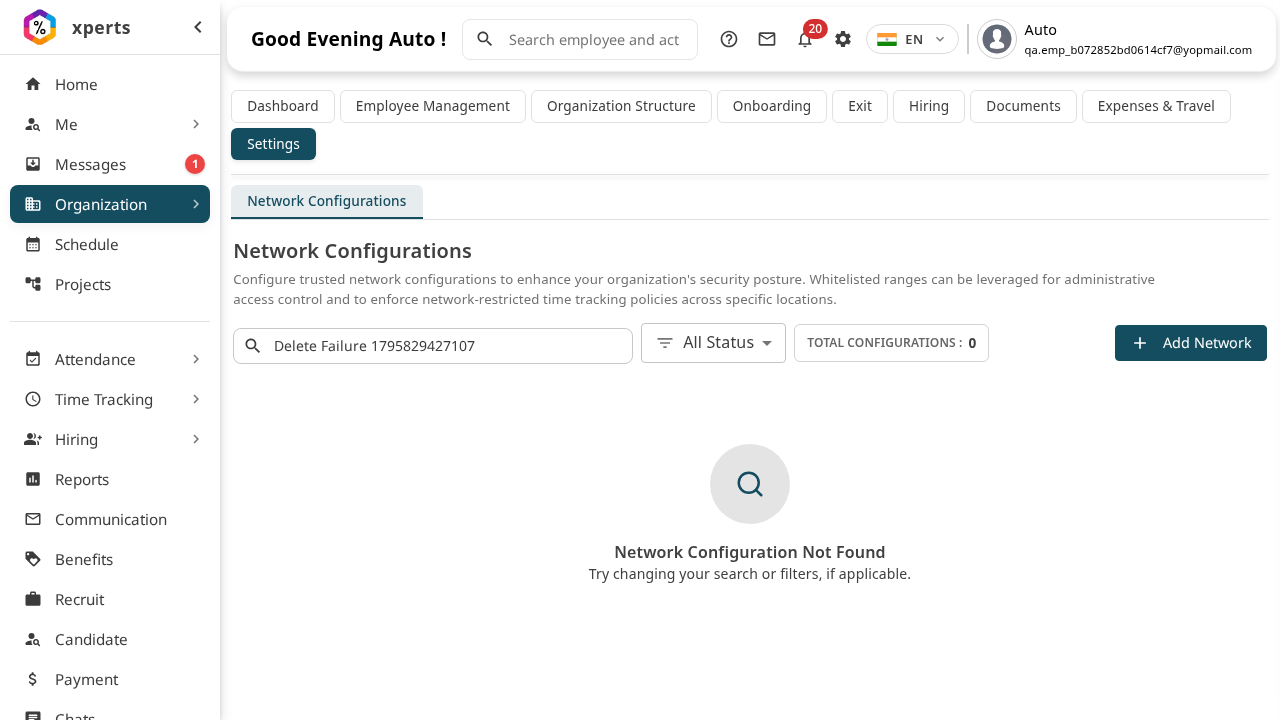 xperts
Home
Me
Messages
1
Organization
Schedule
Projects
Attendance
Time Tracking
Hiring
Reports
Communication
Benefits
Recruit
Candidate
Payment
Chats
Good Evening Auto !
Search employee and act
20
EN
Auto
qa.emp_b072852bd0614cf7@yopmail.com
Dashboard
Employee Management
Organization Structure
Onboarding
Exit
Hiring
Documents
Expenses & Travel
Settings
Network Configurations
Network Configurations
Configure trusted network configurations to enhance your organization's security posture. Whitelisted ranges can be leveraged for administrative
access control and to enforce network-restricted time tracking policies across specific locations.
Delete Failure 1795829427107
All Status
TOTAL CONFIGURATIONS : 0
Add Network
Network Configuration Not Found
Try changing your search or filters, if applicable.